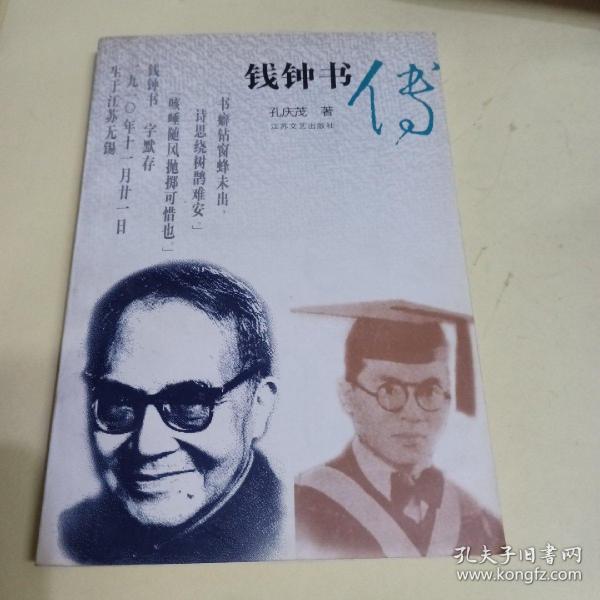 钱钟书传
孔庆茂 著
江苏文艺出版社
「书癖钻窗蜂未出，
诗思绕树鹊难安。」
「咳唾随风抛掷可惜也。」
钱钟书 字默存
一九一〇年十一月廿一日
生于江苏无锡
孔夫子旧书网
www.kongfz.com